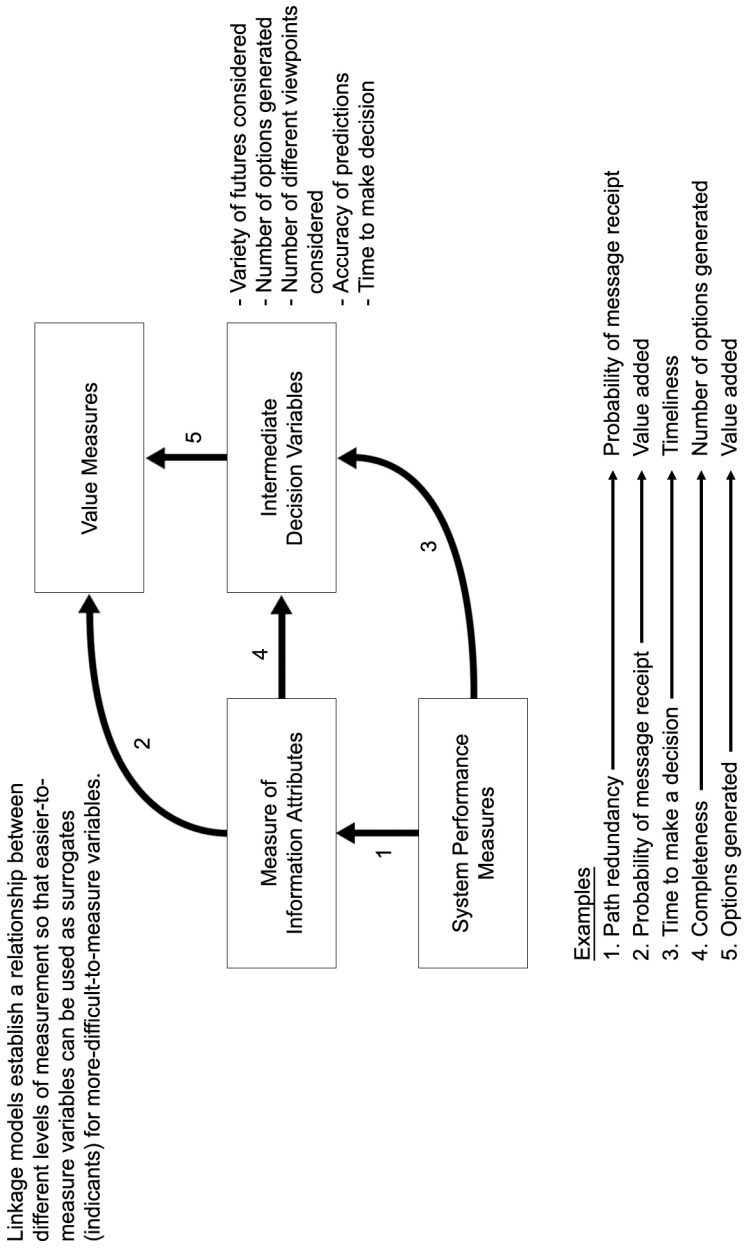 Linkage models establish a relationship between
different levels of measurement so that easier-to-
measure variables can be used as surrogates
(indicants) for more-difficult-to-measure variables.
Value Measures
2
5
Measure of
Information Attributes
4
Intermediate
Decision Variables
- Variety of futures considered
- Number of options generated
- Number of different viewpoints
considered
- Accuracy of predictions
- Time to make decision
1
3
System Performance
Measures
Examples
1. Path redundancy Probability of message receipt
2. Probability of message receipt Value added
3. Time to make a decision Timeliness
4. Completeness Number of options generated
5. Options generated Value added